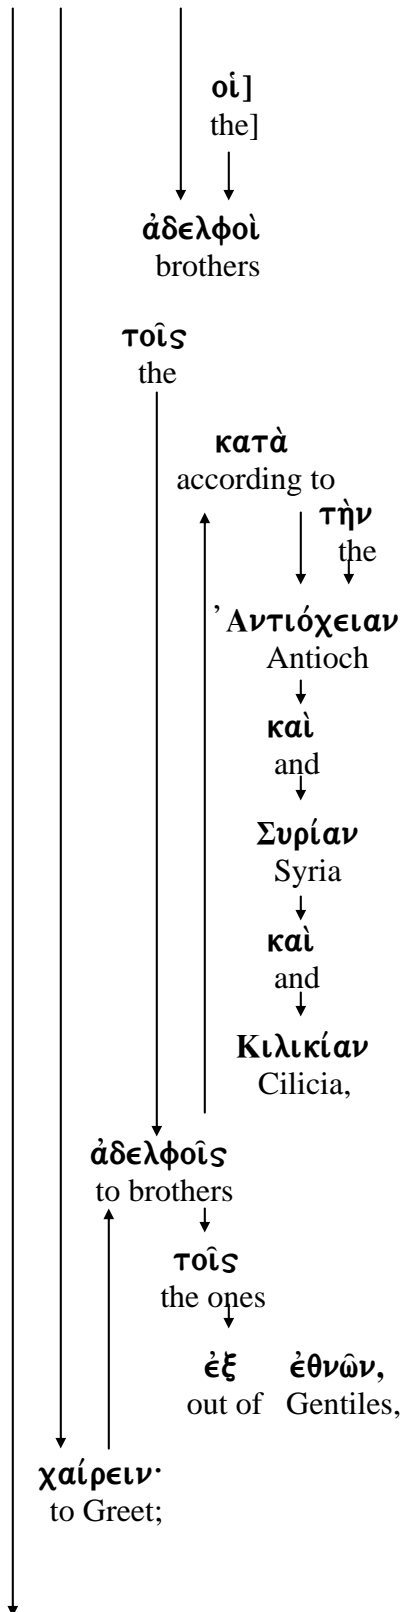 οἱ]
the]
ἀδελφοὶ
brothers
τοῖς
the
κατὰ
according to
τὴν
the
Ἀντιόχειαν
Antioch
καὶ
and
Συρίαν
Syria
καὶ
and
Κιλικίαν
Cilicia,
ἀδελφοῖς
to brothers
τοῖς
the ones
ἐξ ἐθνῶν,
out of Gentiles,
χαίρειν·
to Greet;